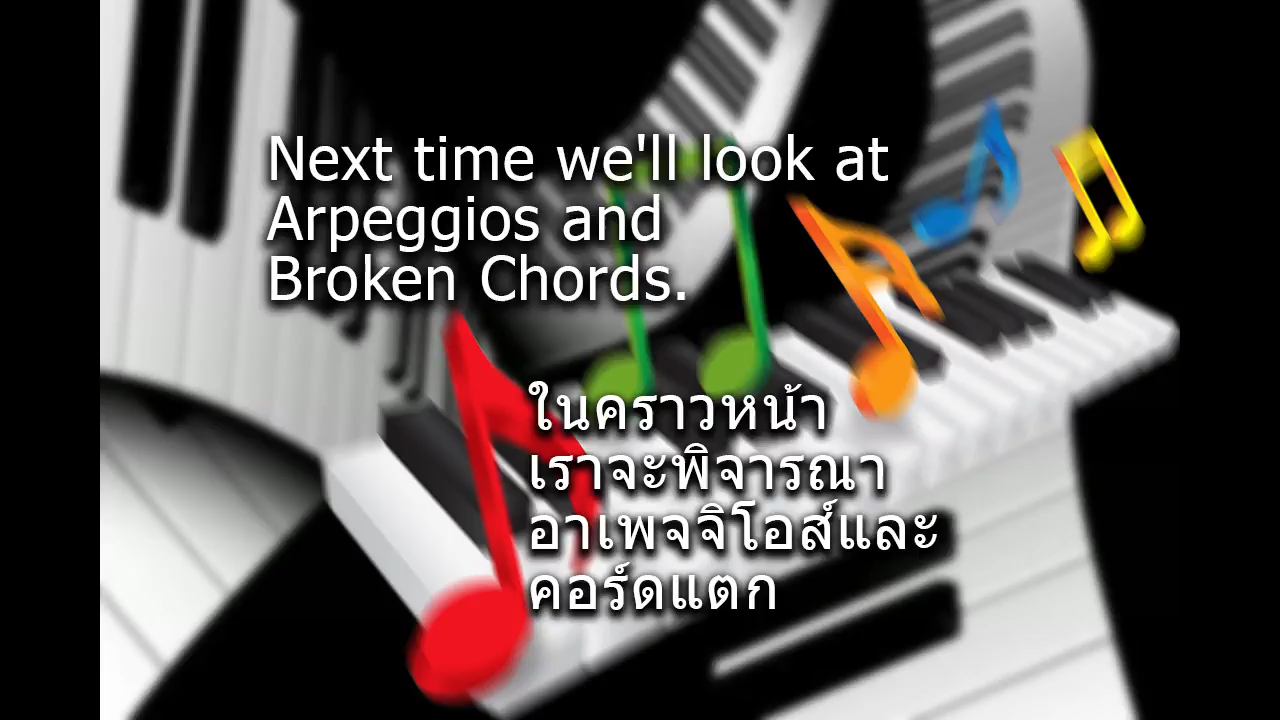 Next time we'll look at
Arpeggios and
Broken Chords.
ในคราวหน้า
เราจะพิจารณา
อาเพจจิโอส์และ
คอร์ดแตก